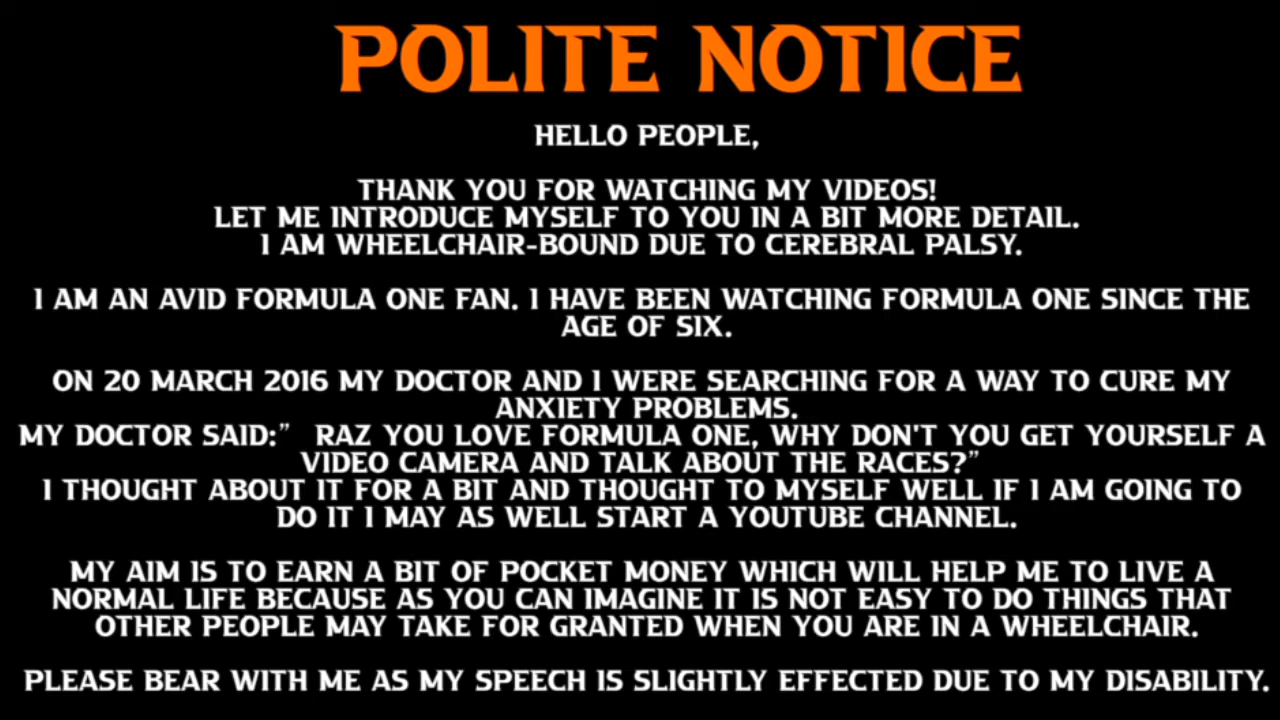 POLITE NOTICE
HELLO PEOPLE,
THANK YOU FOR WATCHING MY VIDEOS!
LET ME INTRODUCE MYSELF TO YOU IN A BIT MORE DETAIL.
I AM WHEELCHAIR-BOUND DUE TO CEREBRAL PALSY.
I AM AN AVID FORMULA ONE FAN. I HAVE BEEN WATCHING FORMULA ONE SINCE THE
AGE OF SIX.
ON 20 MARCH 2016 MY DOCTOR AND I WERE SEARCHING FOR A WAY TO CURE MY
ANXIETY PROBLEMS.
MY DOCTOR SAID:”  RAZ YOU LOVE FORMULA ONE, WHY DON'T YOU GET YOURSELF A
VIDEO CAMERA AND TALK ABOUT THE RACES?”
I THOUGHT ABOUT IT FOR A BIT AND THOUGHT TO MYSELF WELL IF I AM GOING TO
DO IT I MAY AS WELL START A YOUTUBE CHANNEL.
MY AIM IS TO EARN A BIT OF POCKET MONEY WHICH WILL HELP ME TO LIVE A
NORMAL LIFE BECAUSE AS YOU CAN IMAGINE IT IS NOT EASY TO DO THINGS THAT
OTHER PEOPLE MAY TAKE FOR GRANTED WHEN YOU ARE IN A WHEELCHAIR.
PLEASE BEAR WITH ME AS MY SPEECH IS SLIGHTLY EFFECTED DUE TO MY DISABILITY.